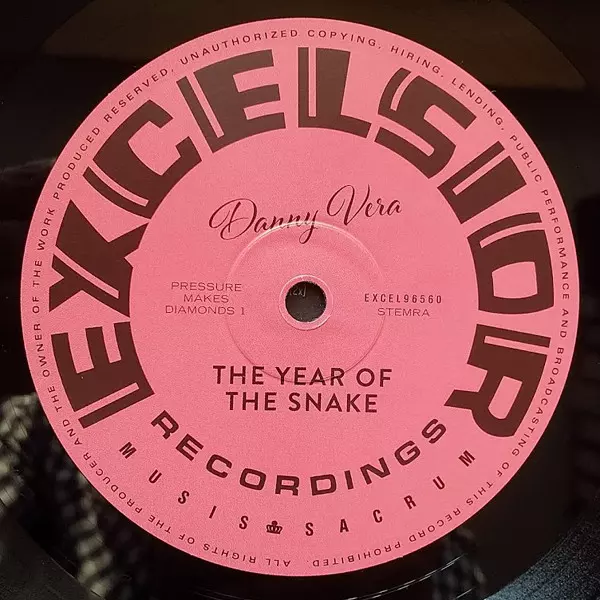 ALL RIGHTS OF THE PRODUCER AND THE OWNER OF THE WORK PRODUCED RESERVED, UNAUTHORIZED COPYING, HIRING, LENDING, PUBLIC PERFORMANCE AND BROADCASTING OF THIS RECORD PROHIBITED.
EXCELSIOR
Danny Vera
PRESSURE
MAKES
DIAMONDS 1
EXCEL96560
STEMRA
THE YEAR OF
THE SNAKE
RECORDINGS
MUSIS SACRUM